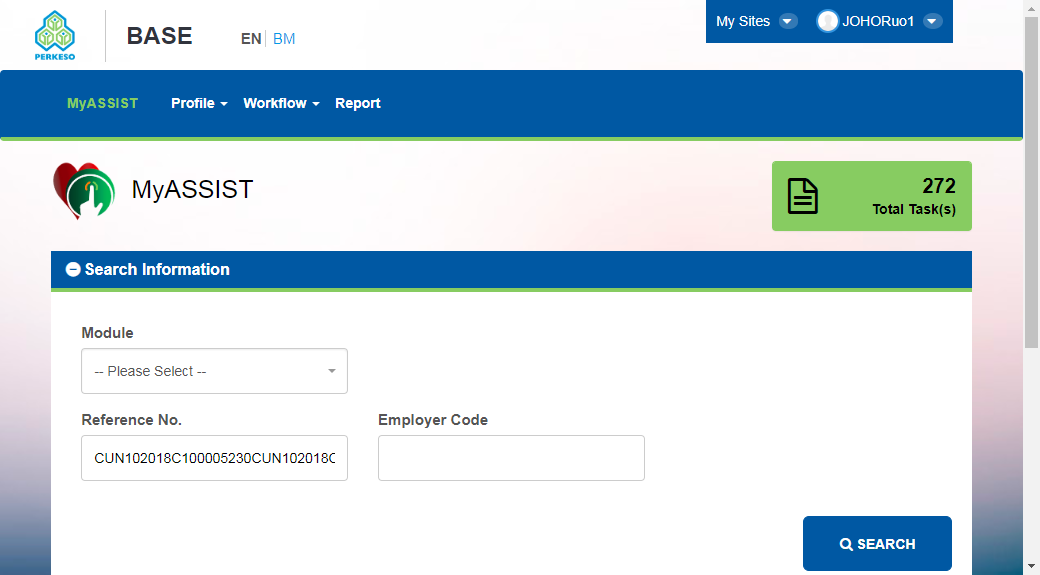 PERKESO
BASE
EN BM
My Sites
JOHORuo1
MyASSIST Profile Workflow Report
MyASSIST
272
Total Task(s)
Search Information
Module
-- Please Select --
Reference No. Employer Code
CUN102018C100005230CUN102018C
SEARCH